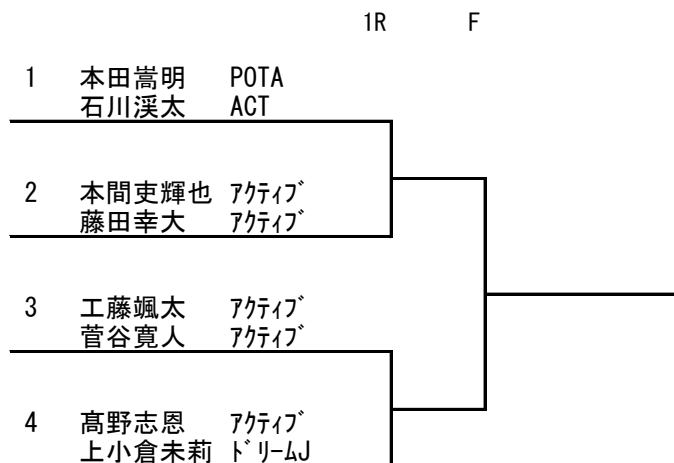 1R F
1 本田嵩明 POTA
石川渓太 ACT
2 本間吏輝也 ｱｸﾃｨﾌﾞ
藤田幸大 ｱｸﾃｨﾌﾞ
3 工藤颯太 ｱｸﾃｨﾌﾞ
菅谷寛人 ｱｸﾃｨﾌﾞ
4 髙野志恩 ｱｸﾃｨﾌﾞ
上小倉未莉 ﾄﾞﾘｰﾑJ